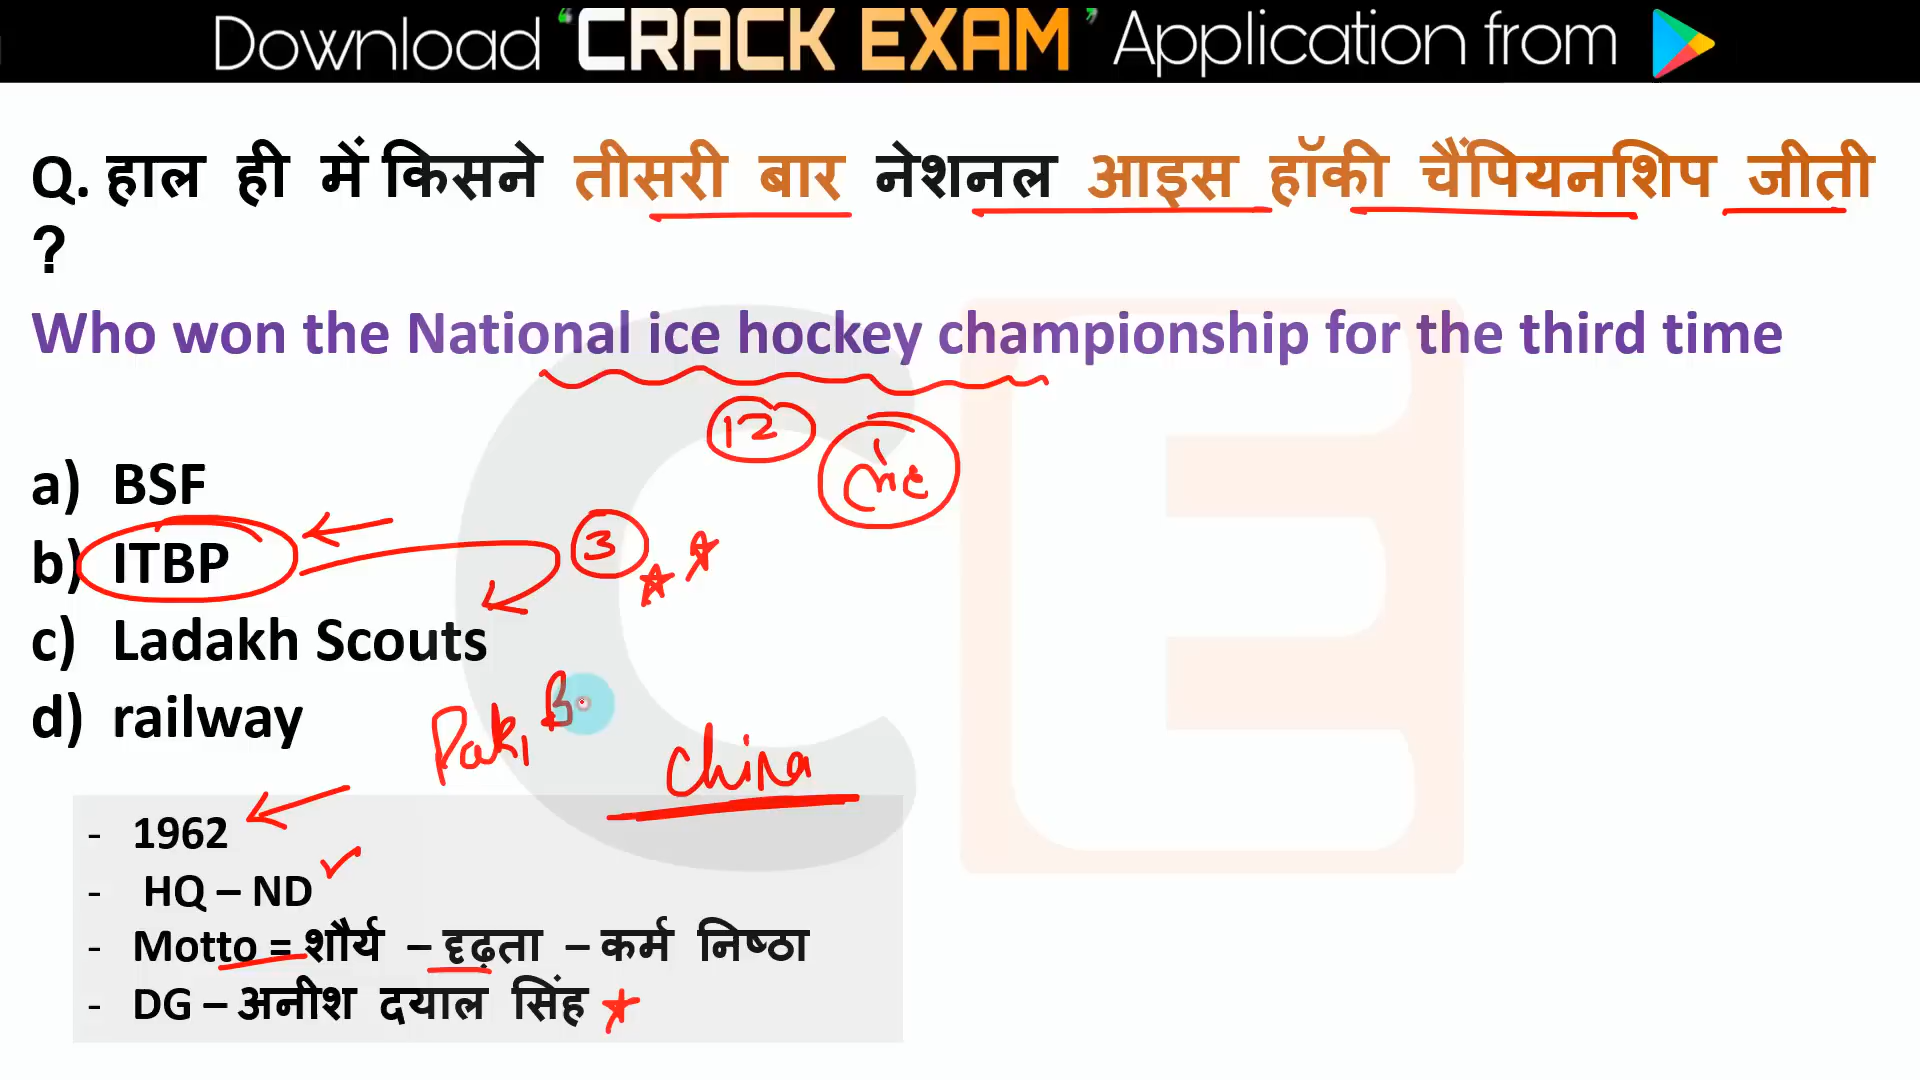 Download ‘CRACK EXAM’ Application from
Q. हाल ही में किसने तीसरी बार नेशनल आइस हॉकी चैंपियनशिप जीती
?
Who won the National ice hockey championship for the third time
12
a) BSF
3
b) ITBP
c) Ladakh Scouts
d) railway
Pak, B
China
- 1962
- HQ – ND
- Motto = शौर्य – दृढ़ता – कर्म निष्ठा
- DG – अनीश दयाल सिंह